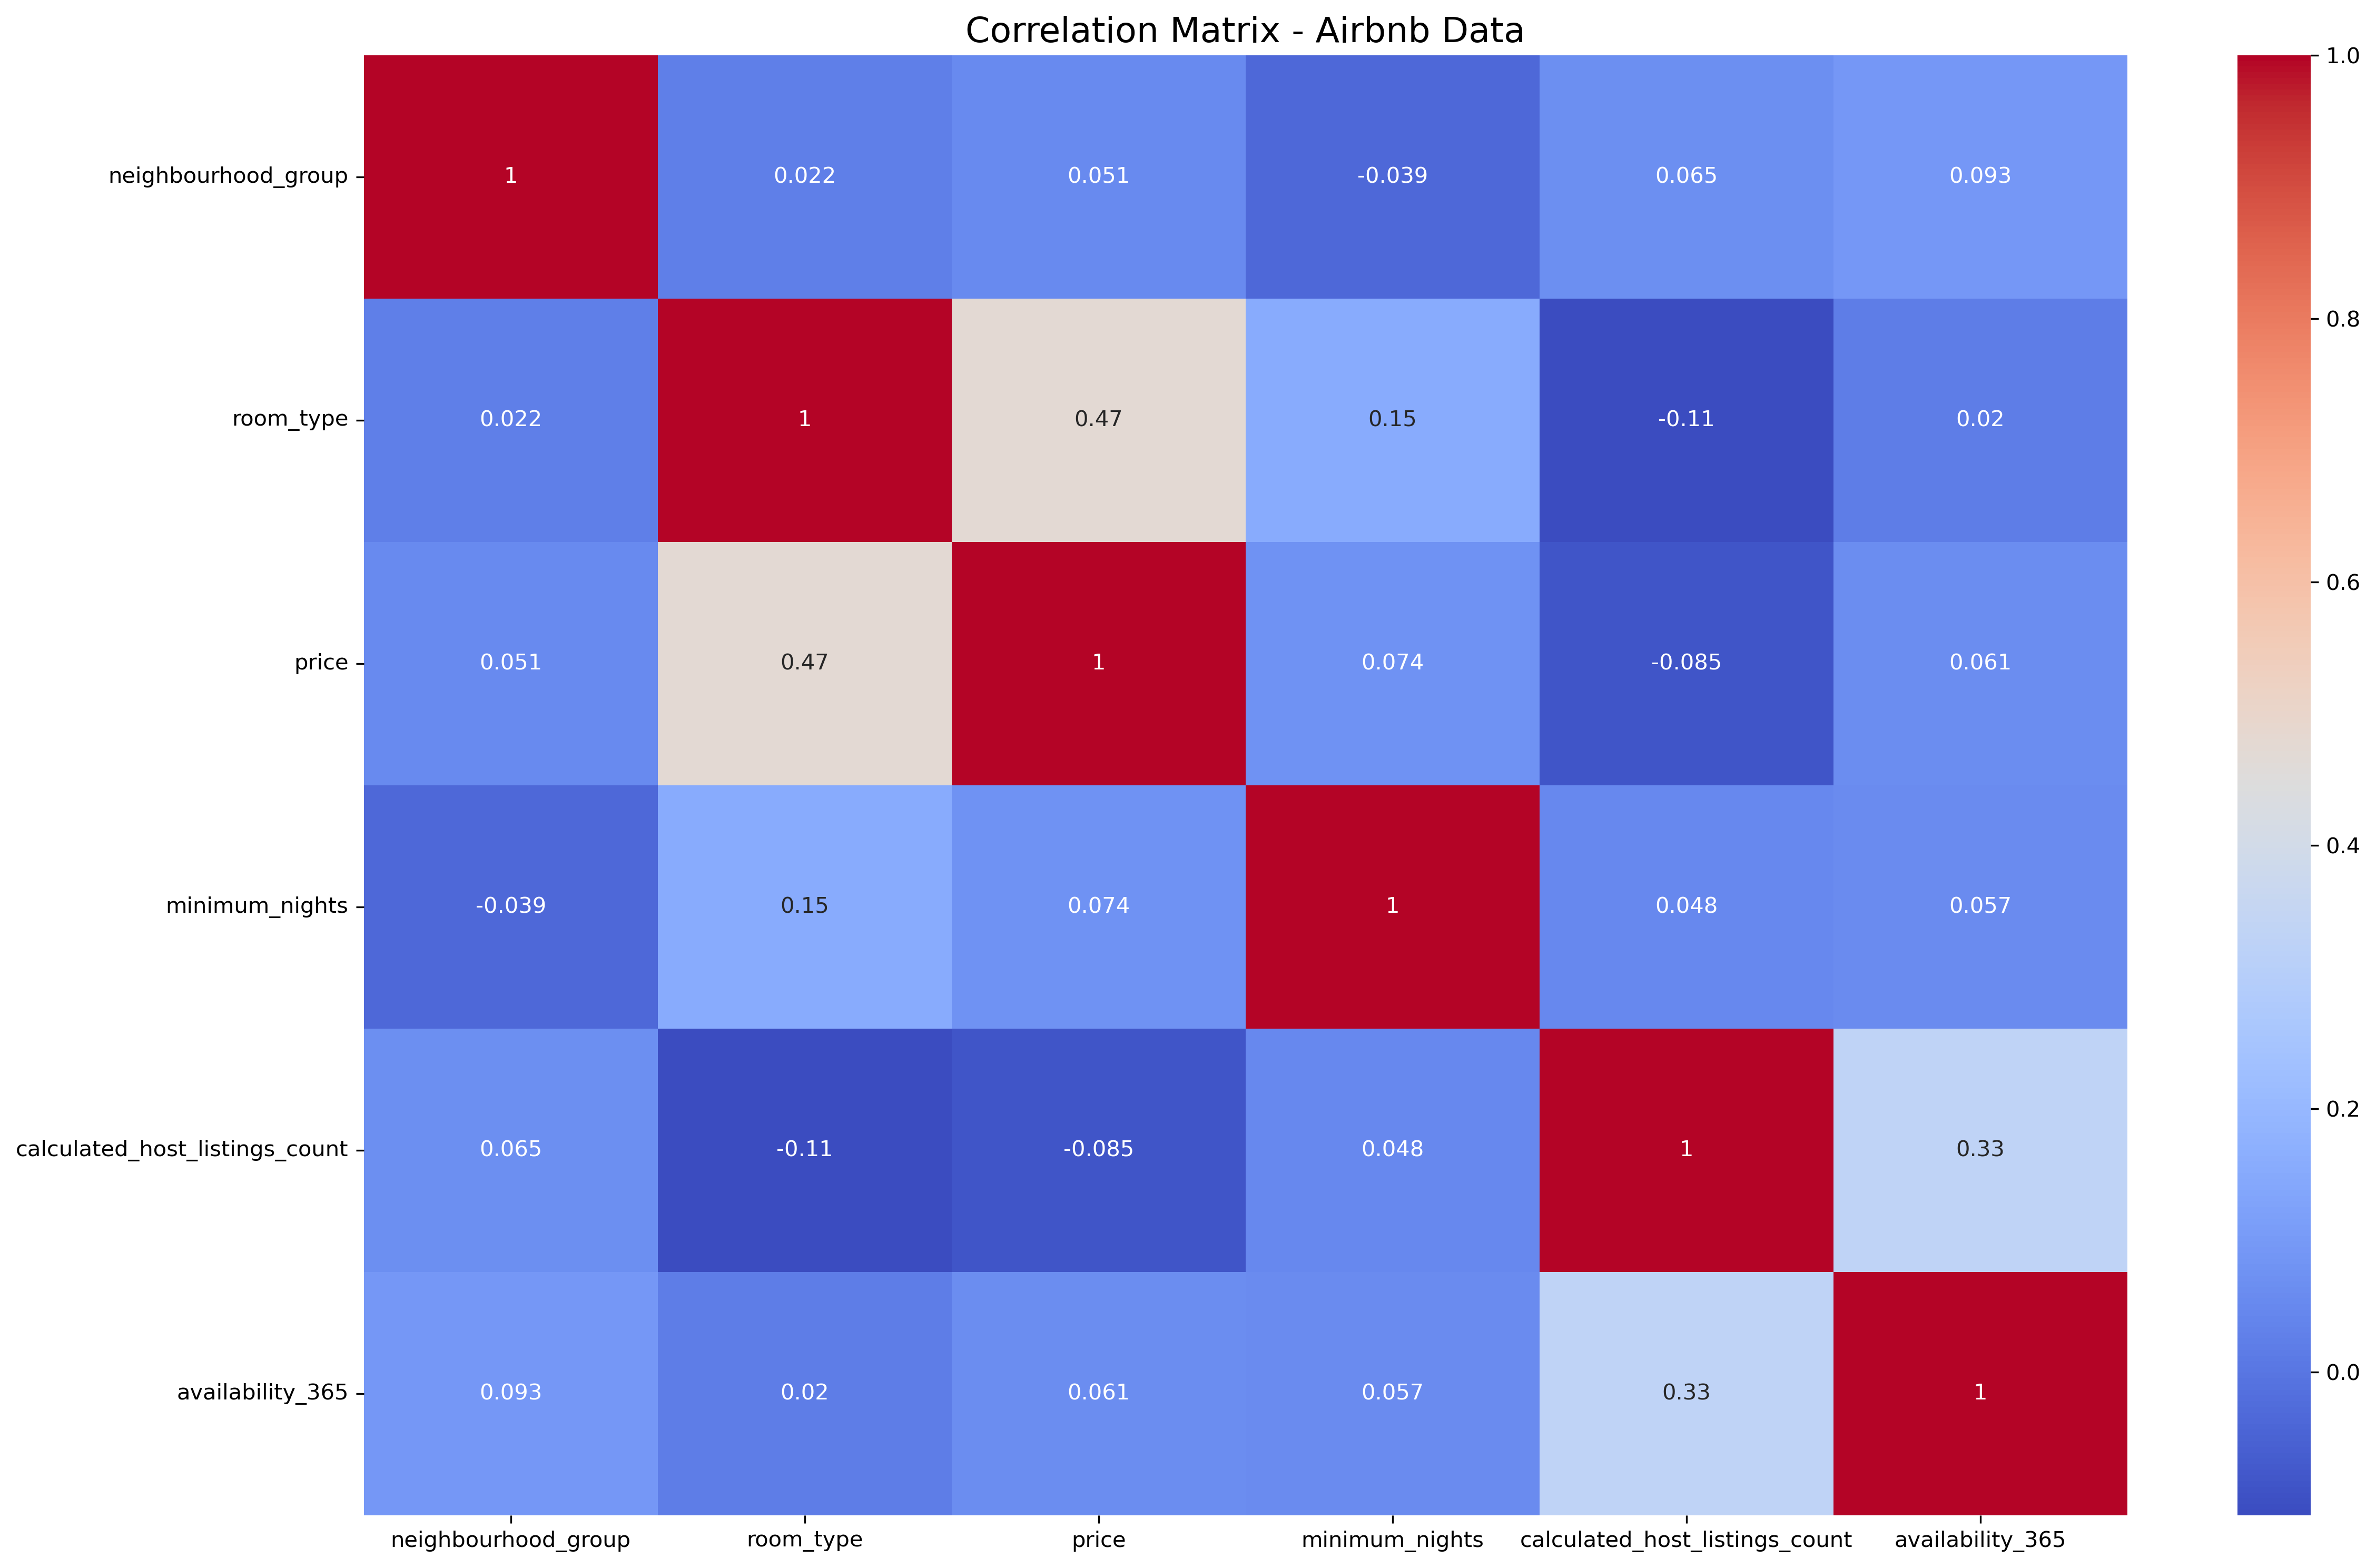 Correlation Matrix - Airbnb Data
neighbourhood_group 1 0.022 0.051 -0.039 0.065 0.093
room_type 0.022 1 0.47 0.15 -0.11 0.02
price 0.051 0.47 1 0.074 -0.085 0.061
minimum_nights -0.039 0.15 0.074 1 0.048 0.057
calculated_host_listings_count 0.065 -0.11 -0.085 0.048 1 0.33
availability_365 0.093 0.02 0.061 0.057 0.33 1
neighbourhood_group room_type price minimum_nights calculated_host_listings_count availability_365
1.0
0.8
0.6
0.4
0.2
0.0